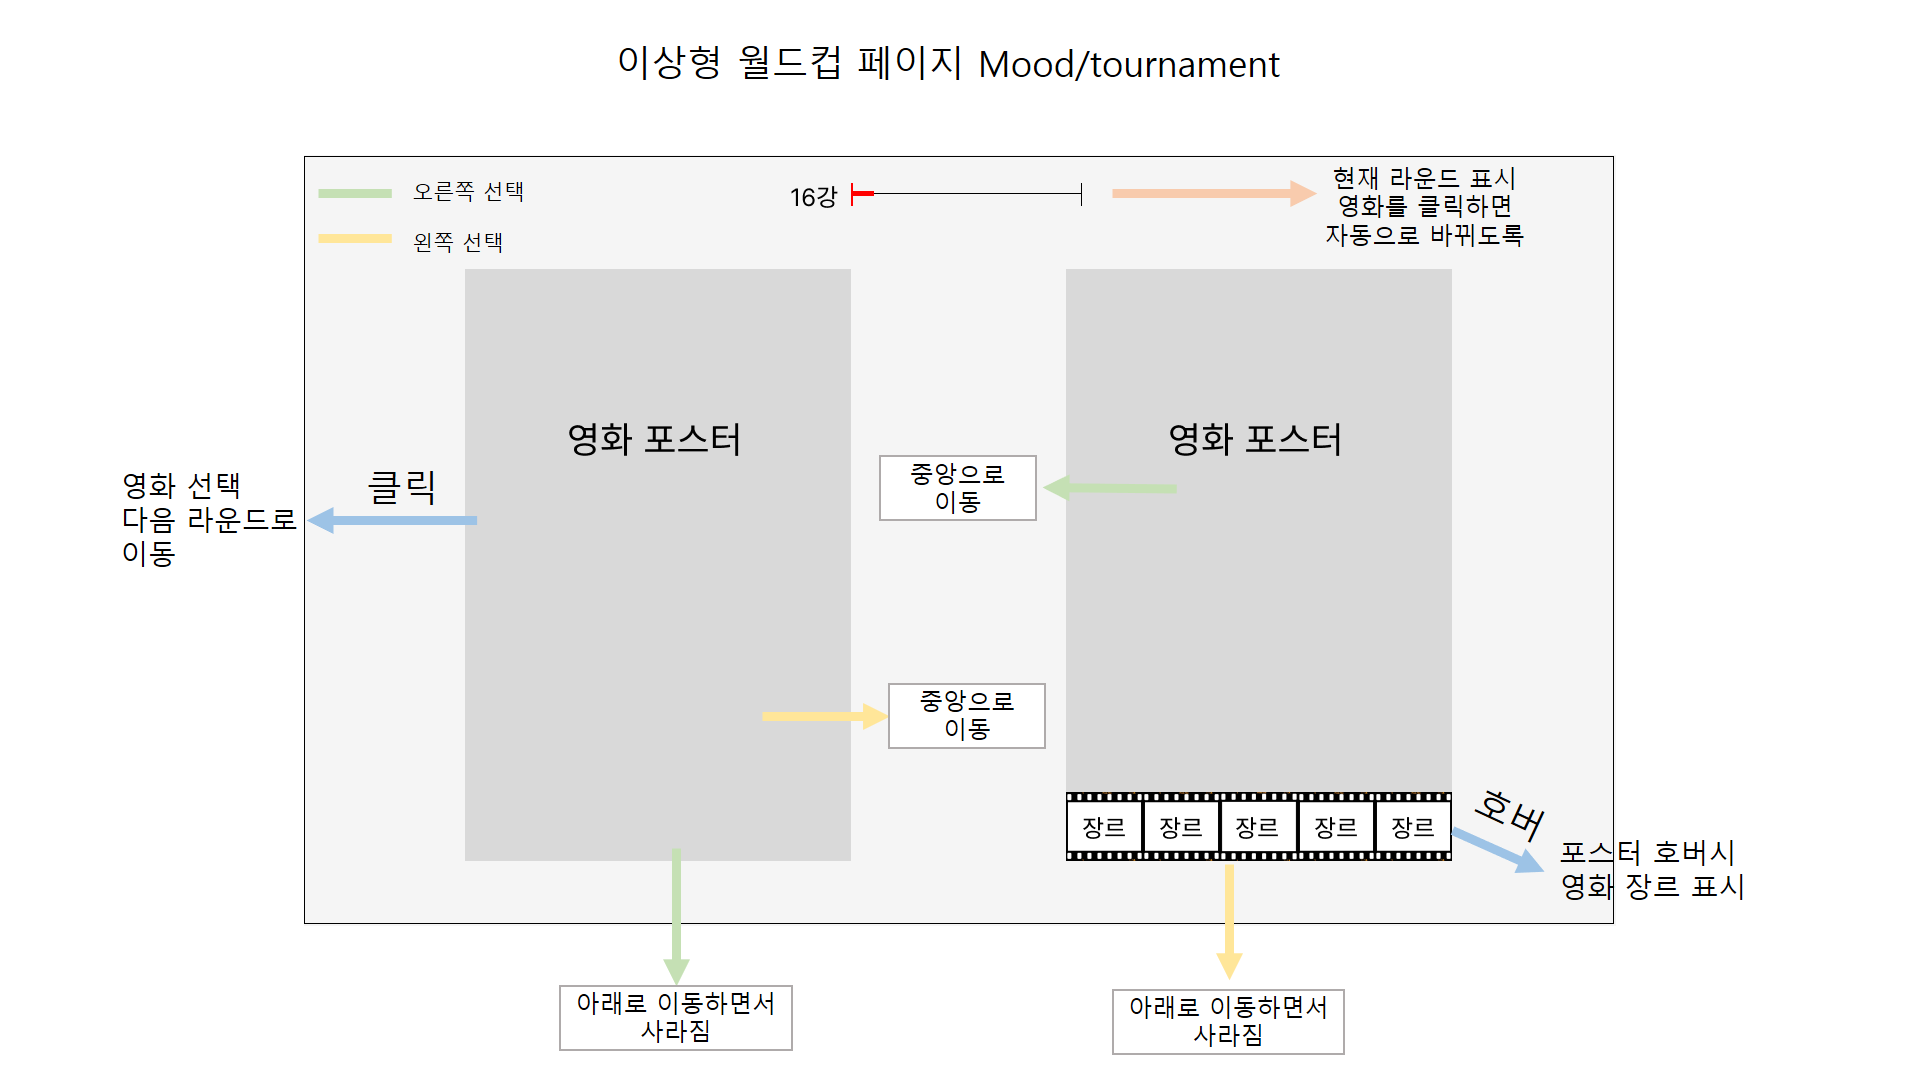 이상형 월드컵 페이지 Mood/tournament
오른쪽 선택
왼쪽 선택
16강
현재 라운드 표시
영화를 클릭하면
자동으로 바뀌도록
영화 포스터
영화 포스터
중앙으로
이동
클릭
영화 선택
다음 라운드로
이동
중앙으로
이동
장르
장르
장르
장르
장르
호버
포스터 호버시
영화 장르 표시
아래로 이동하면서
사라짐
아래로 이동하면서
사라짐